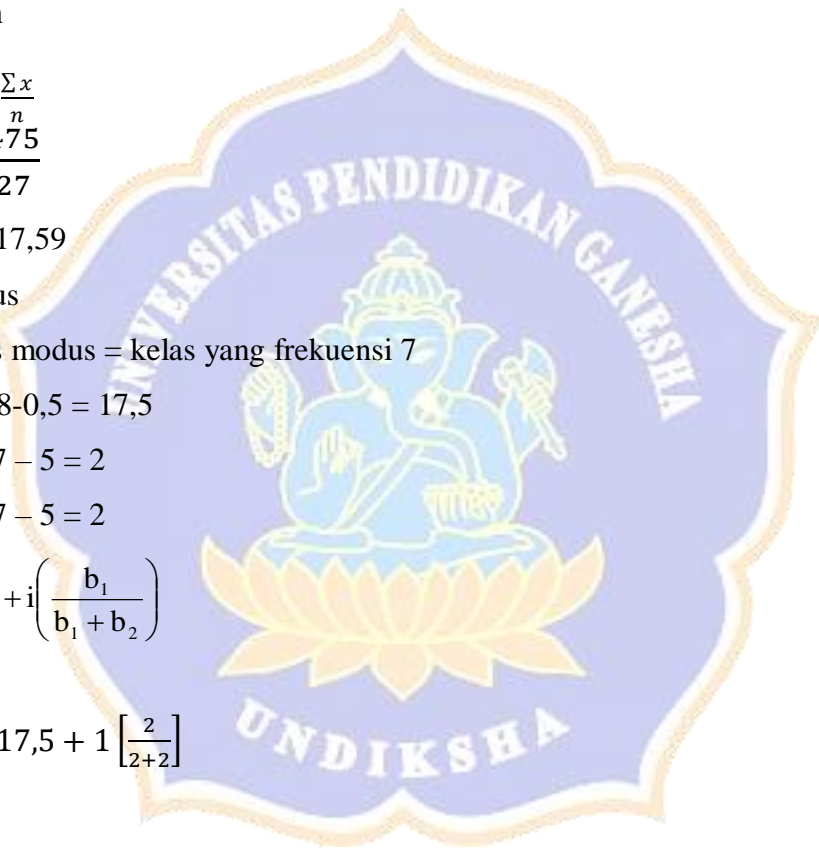 ∑x
n
75
27
17,59
us
modus = kelas yang frekuensi 7
8-0,5 = 17,5
7 – 5 = 2
7 – 5 = 2
+ i(b₁ / (b₁ + b₂))
17,5 + 1 [2 / (2+2)]
UNIVERSITAS PENDIDIKAN GANESHA
UNDIKSHA